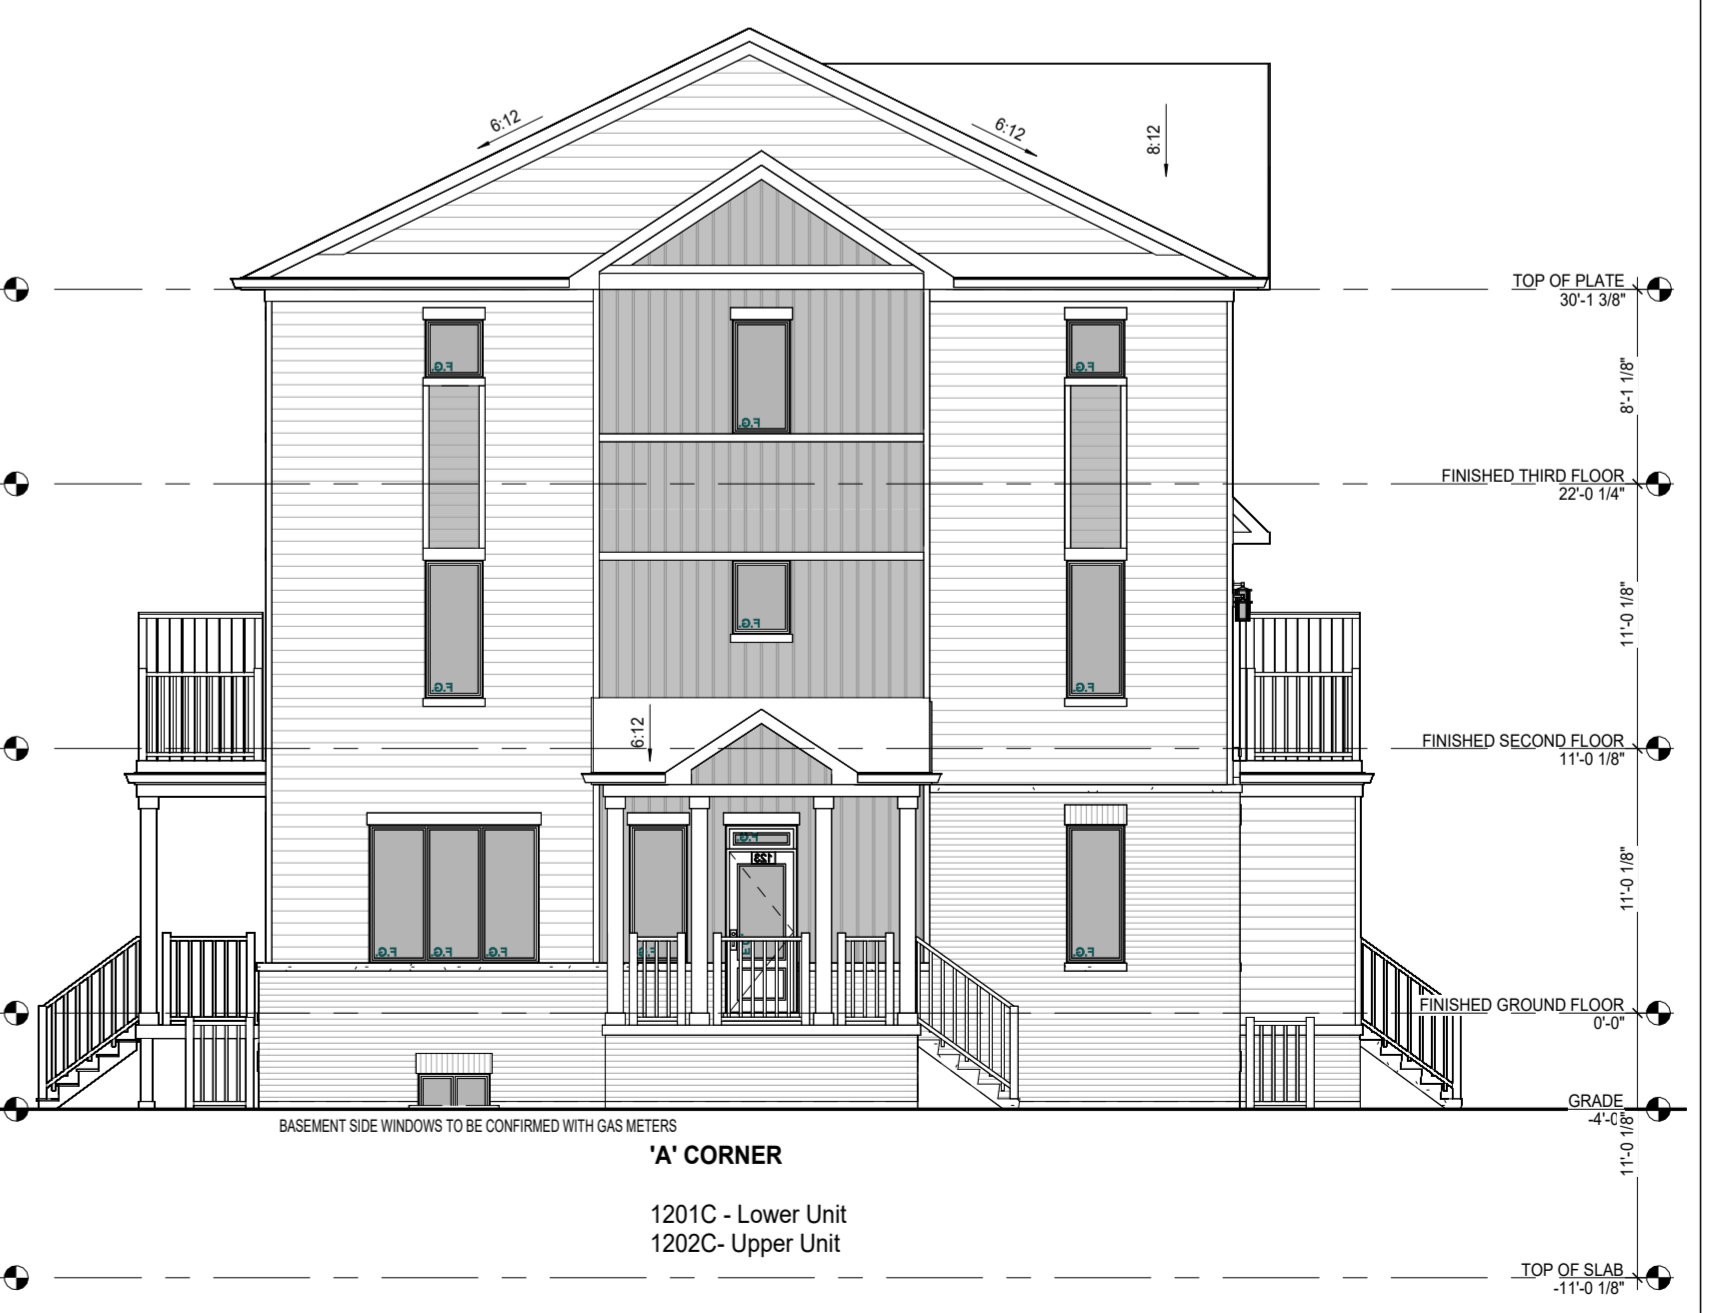 6:12
6:12
8:12
TOP OF PLATE
30'-1 3/8"
F.G.
F.G.
8'-1 1/8"
F.G.
FINISHED THIRD FLOOR
22'-0 1/4"
11'-0 1/8"
F.G.
F.G.
F.G.
6:12
FINISHED SECOND FLOOR
11'-0 1/8"
F.G.
123
11'-0 1/8"
F.G.
F.G. F.G. F.G.
F.G.
F.G.
FINISHED GROUND FLOOR
0'-0"
GRADE
-4'-0
11'-0 1/8"
BASEMENT SIDE WINDOWS TO BE CONFIRMED WITH GAS METERS
'A' CORNER
1201C - Lower Unit
1202C- Upper Unit
TOP OF SLAB
-11'-0 1/8"